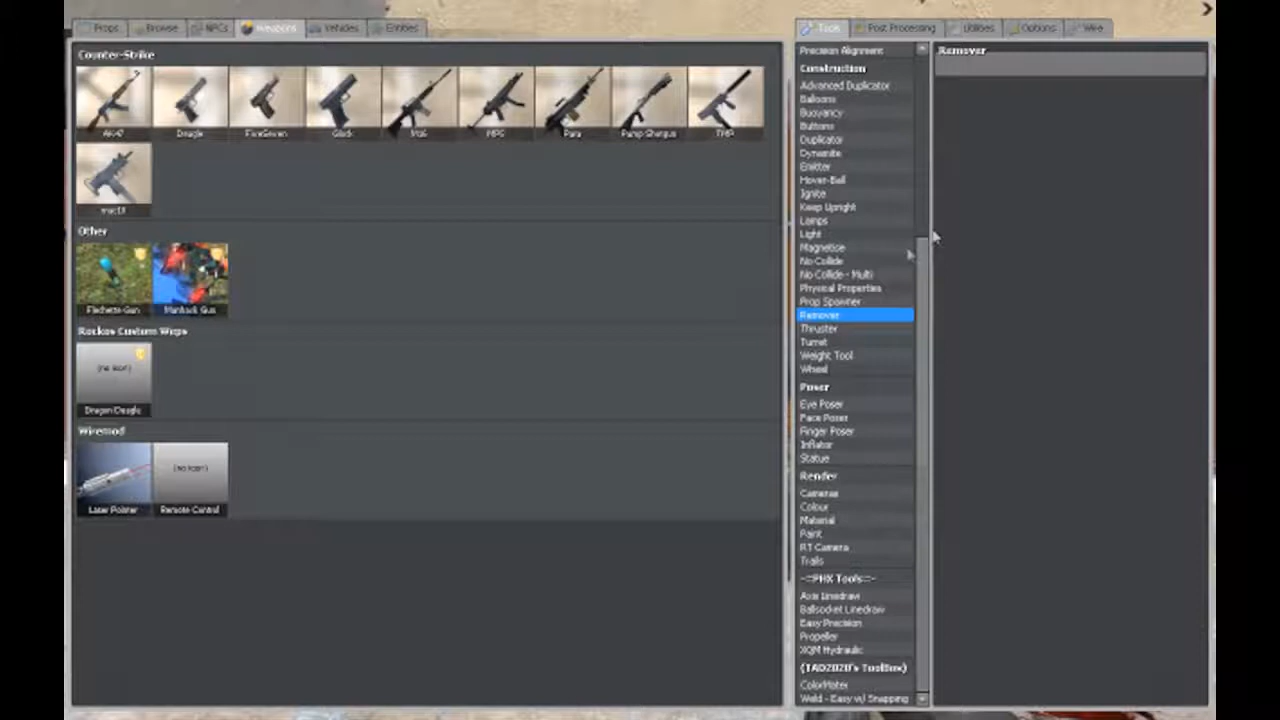 Props Browse NPCs Weapons Vehicles Entities
Counter-Strike
AK47 Deagle FiveSeven Glock M4 MP5 Para Pump Shotgun TMP
mac10
Other
Flechette Gun Manhack Gun
Rockos Custom Weps
(no icon)
Dragon Deagle
Wiremod
(no icon)
Laser Pointer Remote Control
Tools Post Processing Utilities Options Wire
Precision Alignment
Construction
Advanced Duplicator
Balloons
Buoyancy
Buttons
Duplicator
Dynamite
Emitter
Hover-Ball
Ignite
Keep Upright
Lamps
Light
Magnetise
No Collide
No Collide - Multi
Physical Properties
Prop Spawner
Remover
Thruster
Turret
Weight Tool
Wheel
Poser
Eye Poser
Face Poser
Finger Poser
Inflator
Statue
Render
Cameras
Colour
Material
Paint
RT Camera
Trails
-=PHX Tools=-
Axis Linedraw
Ballsocket Linedraw
Easy Precision
Propeller
XQM Hydraulic
(TAD2020's ToolBox)
ColorMater
Weld - Easy w/ Snapping
Remover